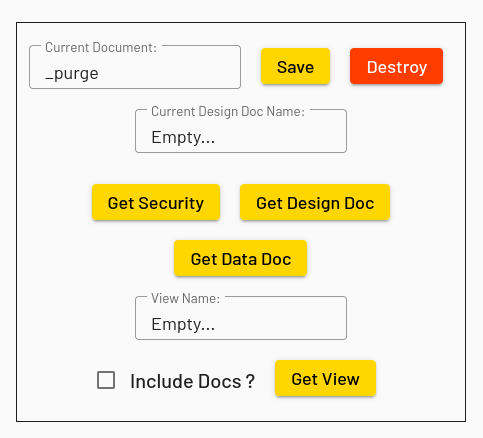 Current Document:
_purge
Save
Destroy
Current Design Doc Name:
Empty...
Get Security
Get Design Doc
Get Data Doc
View Name:
Empty...
Include Docs ?
Get View